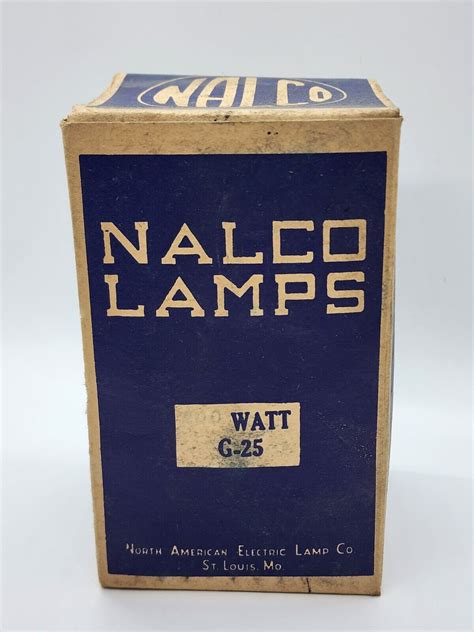 NALCO
NALCO
LAMPS
WATT
G-25
NORTH AMERICAN ELECTRIC LAMP CO
ST LOUIS. MO